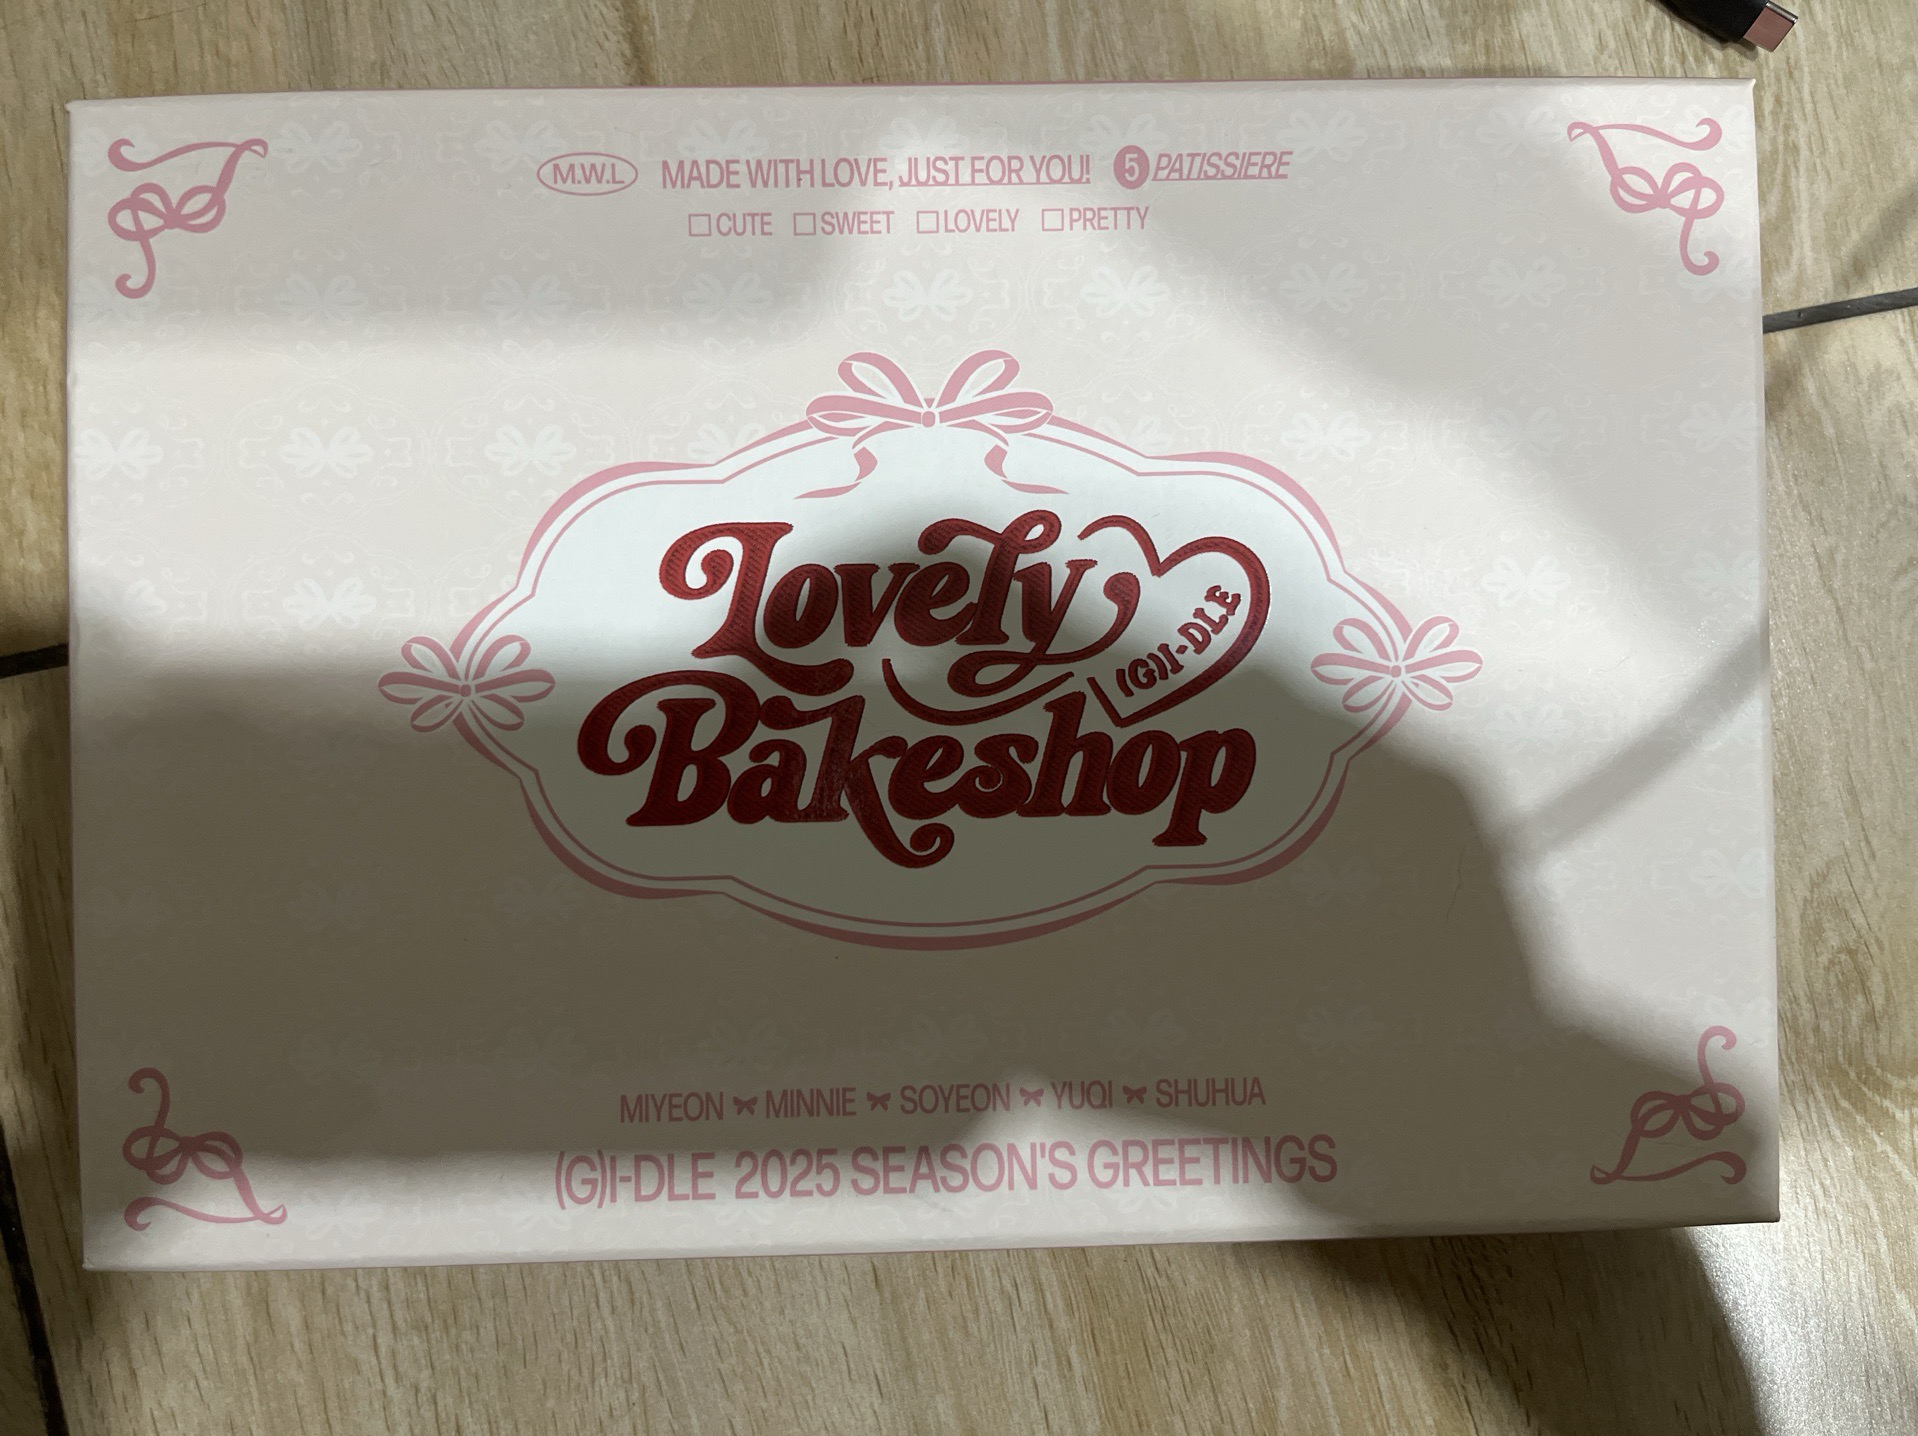 M.W.L MADE WITH LOVE, JUST FOR YOU! 5 PATISSIERE
☐CUTE ☐SWEET ☐LOVELY ☐PRETTY
Lovely
(G)I-DLE
Bakeshop
MIYEON MINNIE SOYEON YUQI SHUHUA
(G)I-DLE 2025 SEASON'S GREETINGS